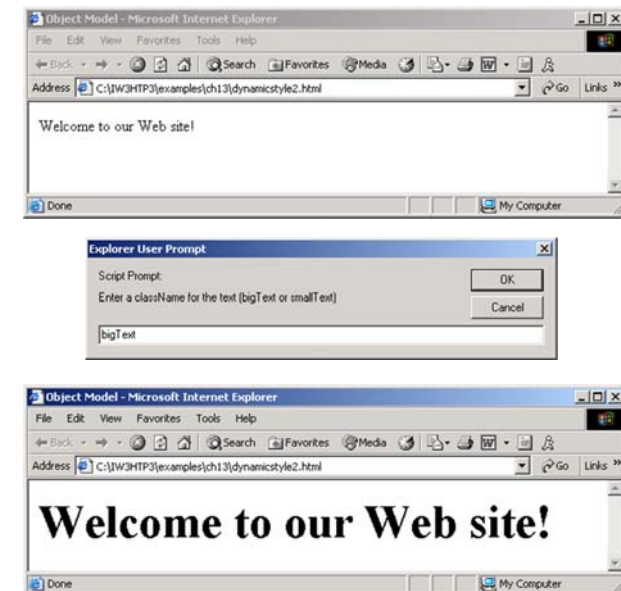 Object Model - Microsoft Internet Explorer
File Edit View Favorites Tools Help
Back Search Favorites Media W
Address C:\IW3HTP3\examples\ch13\dynamicstyle2.html Go Links »
Welcome to our Web site!
Done My Computer
Explorer User Prompt
Script Prompt: OK
Enter a className for the text (bigText or smallText) Cancel
bigText
Object Model - Microsoft Internet Explorer
File Edit View Favorites Tools Help
Back Search Favorites Media W
Address C:\IW3HTP3\examples\ch13\dynamicstyle2.html Go Links »
Welcome to our Web site!
Done My Computer